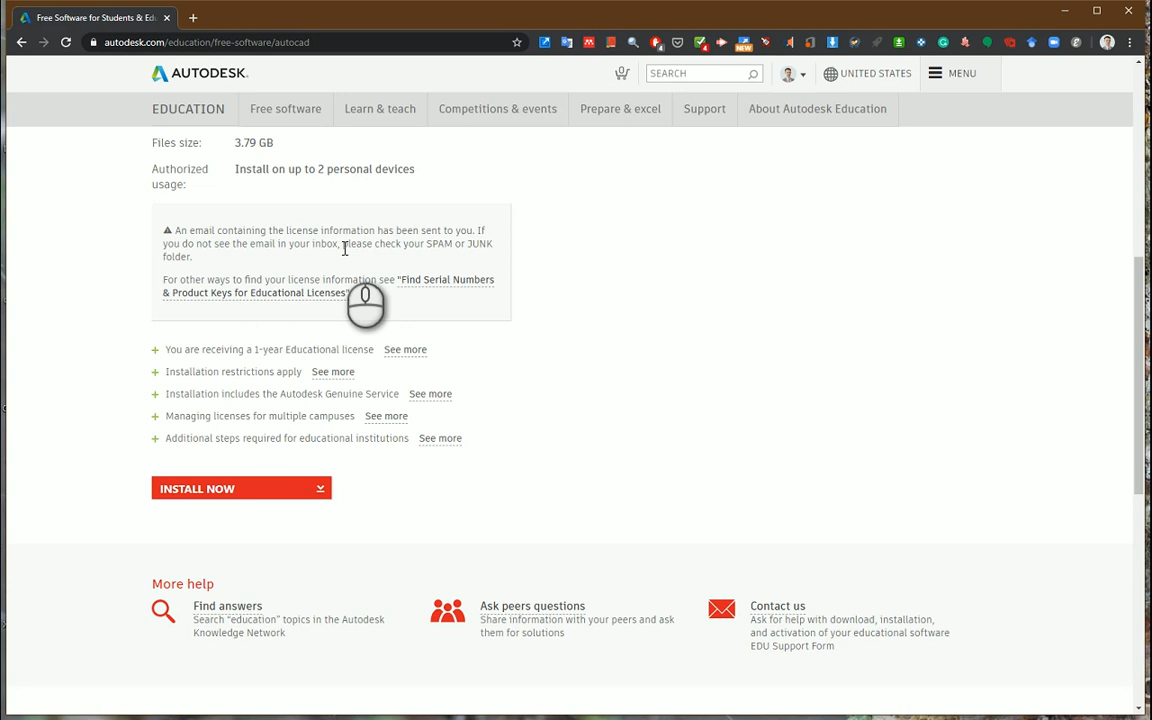 Free Software for Students & Ed
autodesk.com/education/free-software/autocad
AUTODESK.
0
SEARCH
UNITED STATES
MENU
EDUCATION
Free software
Learn & teach
Competitions & events
Prepare & excel
Support
About Autodesk Education
Files size: 3.79 GB
Authorized usage: Install on up to 2 personal devices
An email containing the license information has been sent to you. If
you do not see the email in your inbox, please check your SPAM or JUNK
folder.
For other ways to find your license information see "Find Serial Numbers
& Product Keys for Educational Licenses"
You are receiving a 1-year Educational license See more
Installation restrictions apply See more
Installation includes the Autodesk Genuine Service See more
Managing licenses for multiple campuses See more
Additional steps required for educational institutions See more
INSTALL NOW
More help
Find answers
Search "education" topics in the Autodesk
Knowledge Network
Ask peers questions
Share information with your peers and ask
them for solutions
Contact us
Ask for help with download, installation,
and activation of your educational software
EDU Support Form